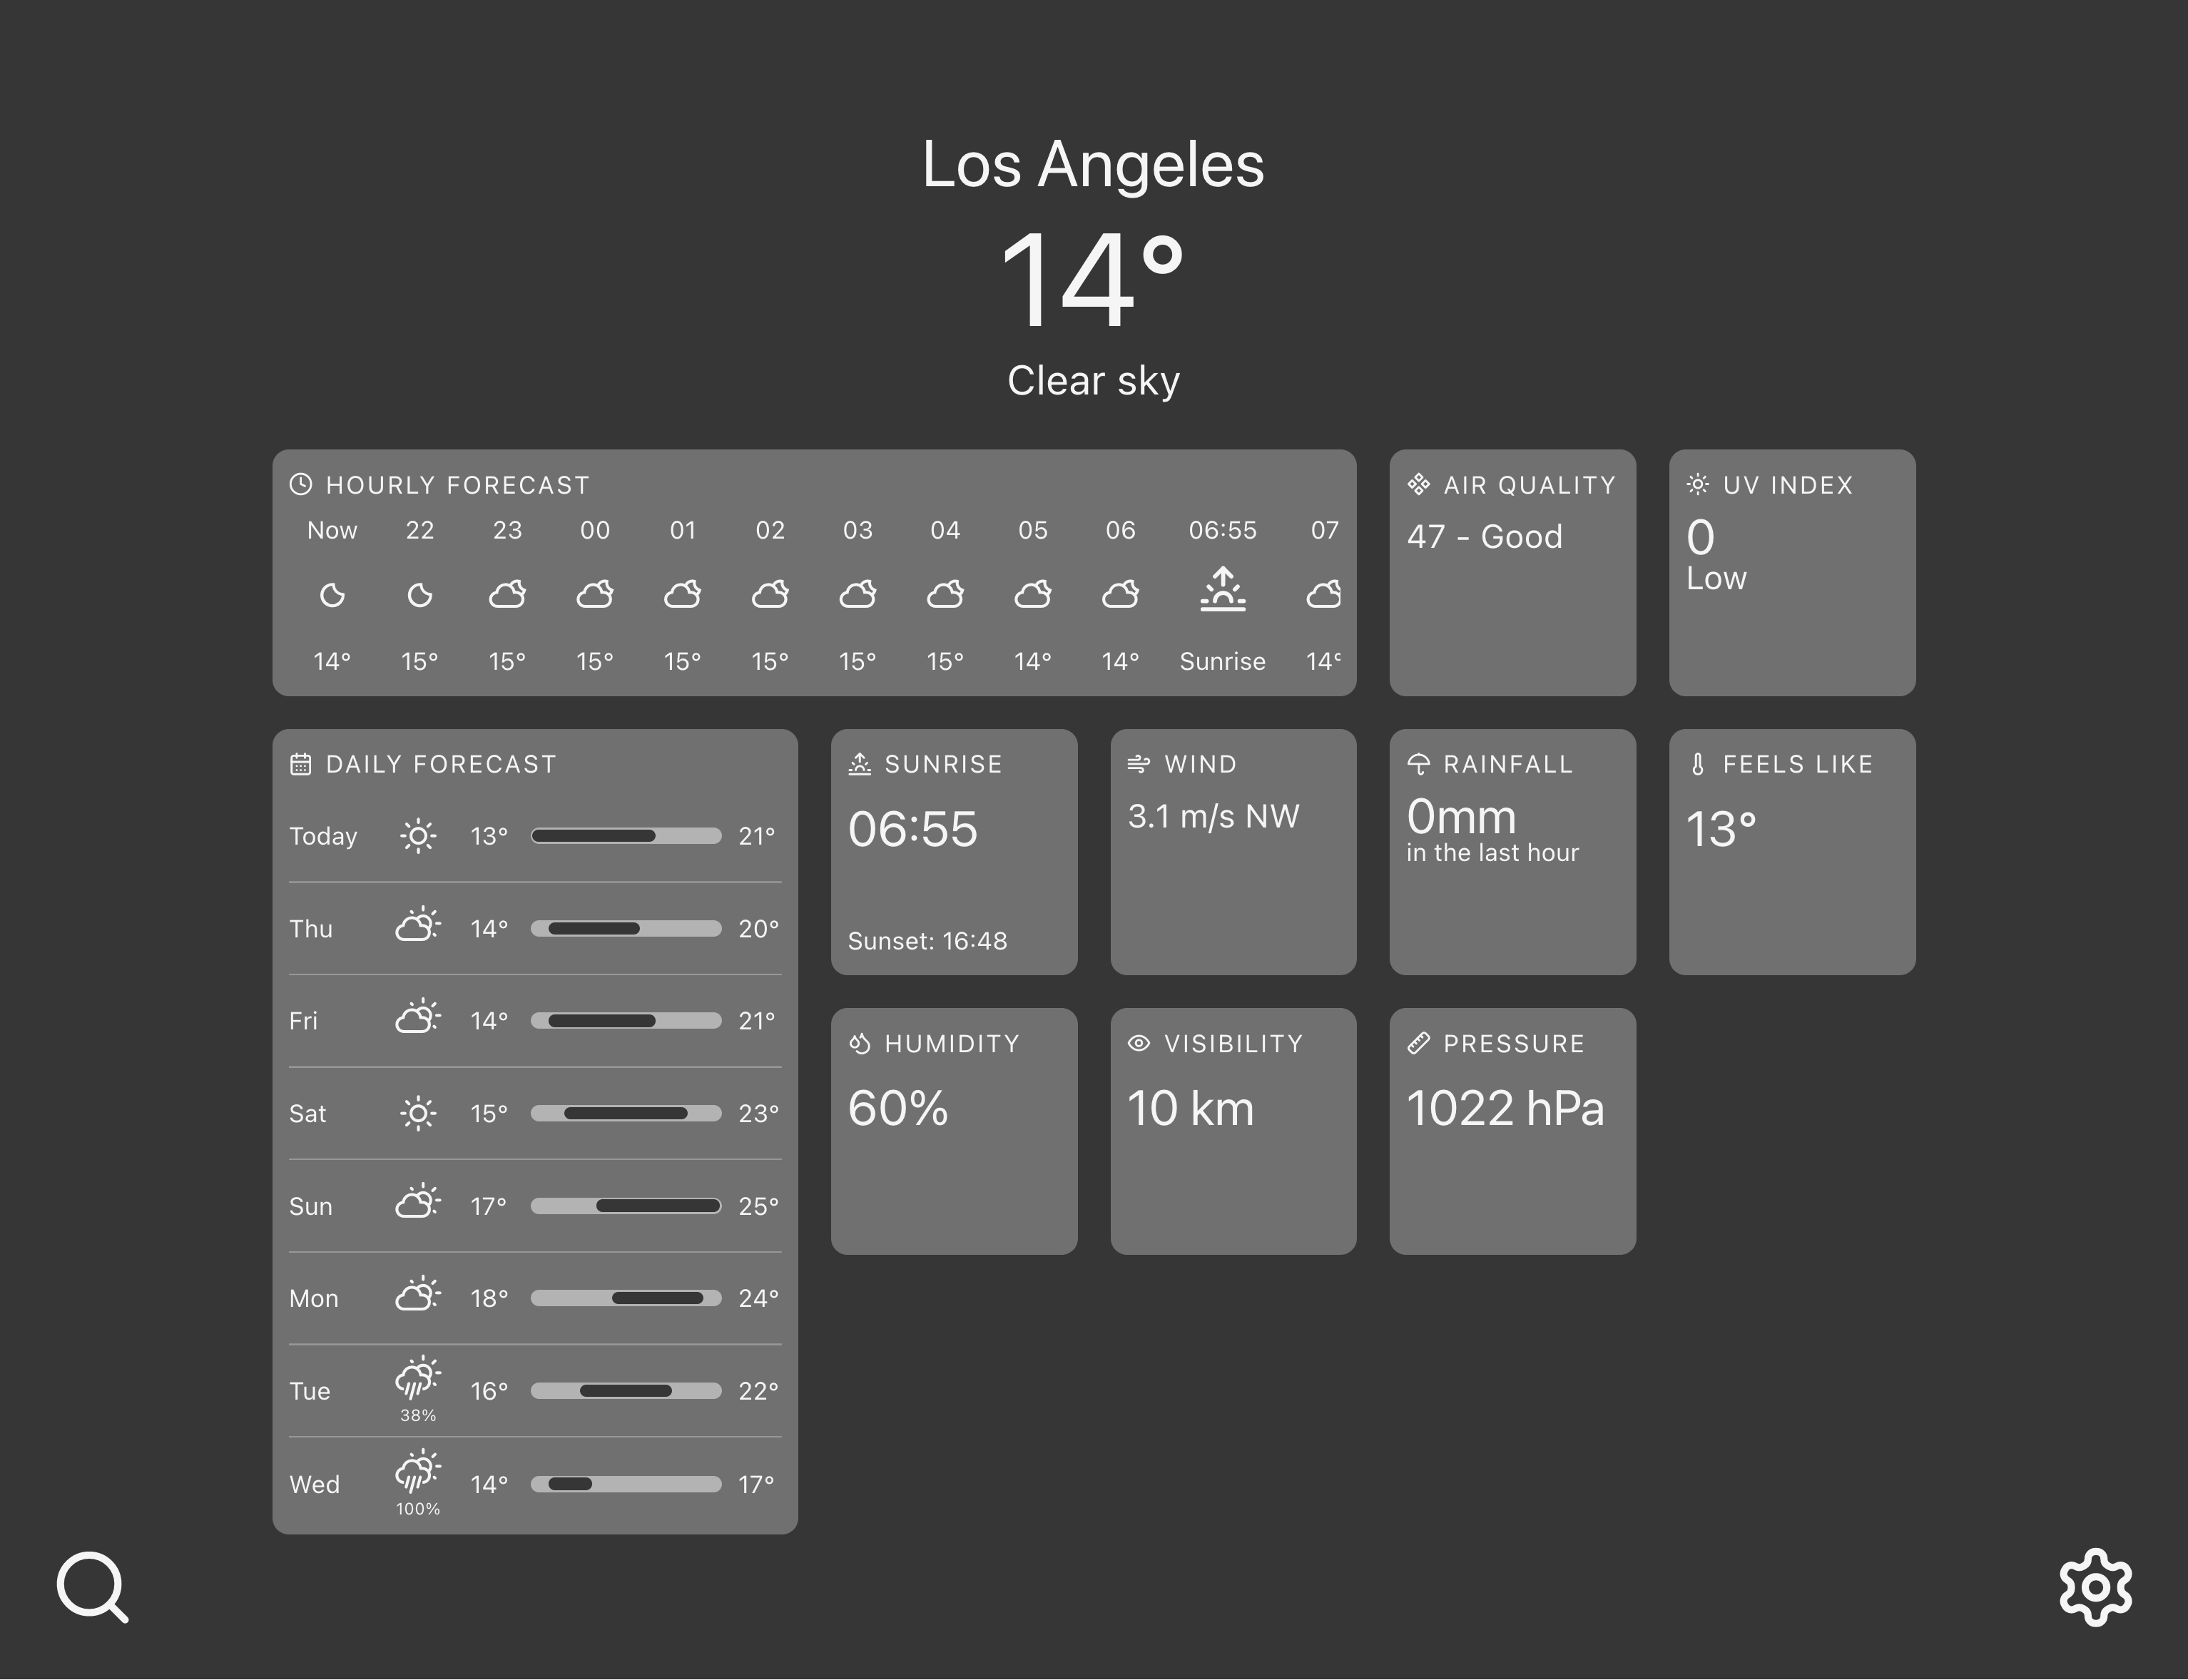 Los Angeles
14°
Clear sky
HOURLY FORECAST
Now 22 23 00 01 02 03 04 05 06 06:55 07
14° 15° 15° 15° 15° 15° 15° 15° 14° 14° Sunrise 14°
AIR QUALITY
47 - Good
UV INDEX
0
Low
DAILY FORECAST
Today 13° 21°
Thu 14° 20°
Fri 14° 21°
Sat 15° 23°
Sun 17° 25°
Mon 18° 24°
Tue 38% 16° 22°
Wed 100% 14° 17°
SUNRISE
06:55
Sunset: 16:48
WIND
3.1 m/s NW
RAINFALL
0mm
in the last hour
FEELS LIKE
13°
HUMIDITY
60%
VISIBILITY
10 km
PRESSURE
1022 hPa